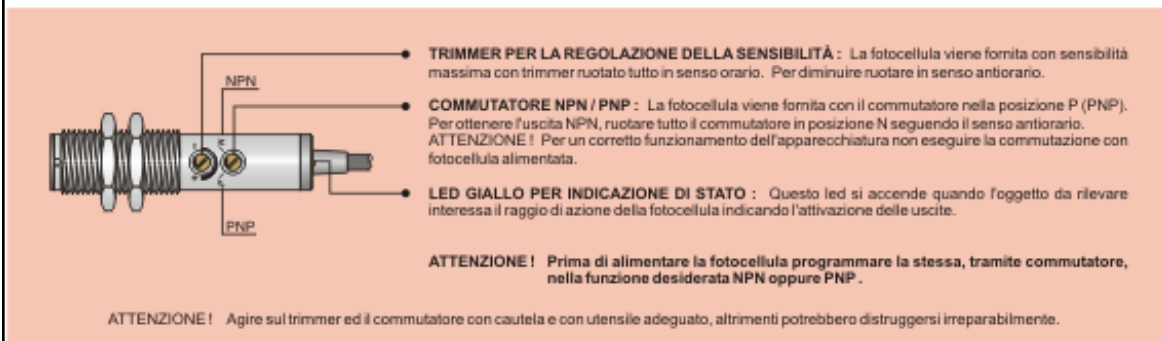 TRIMMER PER LA REGOLAZIONE DELLA SENSIBILITÀ : La fotocellula viene fornita con sensibilità
massima con trimmer ruotato tutto in senso orario. Per diminuire ruotare in senso antiorario.
NPN
COMMUTATORE NPN / PNP : La fotocellula viene fornita con il commutatore nella posizione P (PNP).
Per ottenere l'uscita NPN, ruotare tutto il commutatore in posizione N seguendo il senso antiorario.
ATTENZIONE ! Per un corretto funzionamento dell'apparecchiatura non eseguire la commutazione con
fotocellula alimentata.
LED GIALLO PER INDICAZIONE DI STATO : Questo led si accende quando l'oggetto da rilevare
interessa il raggio di azione della fotocellula indicando l'attivazione delle uscite.
PNP
ATTENZIONE ! Prima di alimentare la fotocellula programmare la stessa, tramite commutatore,
nella funzione desiderata NPN oppure PNP .
ATTENZIONE ! Agire sul trimmer ed il commutatore con cautela e con utensile adeguato, altrimenti potrebbero distruggersi irreparabilmente.